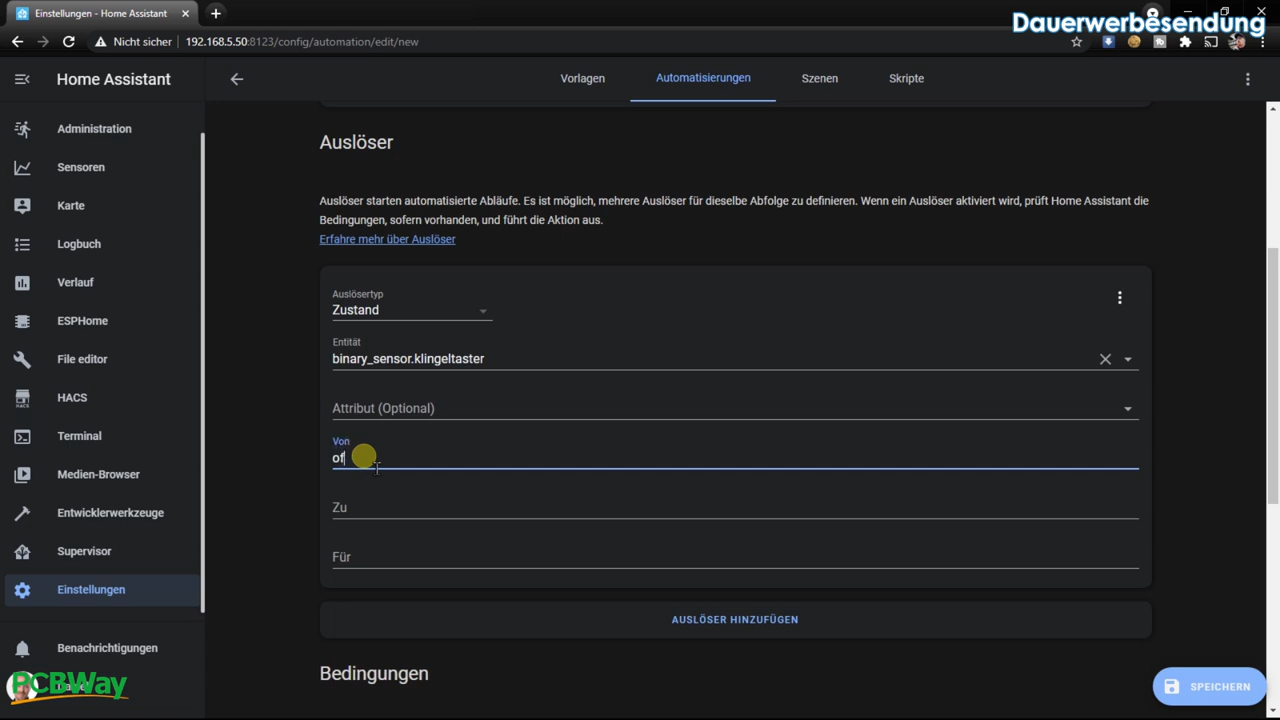 Einstellungen - Home Assistant
Dauerwerbesendung
Nicht sicher
192.168.5.50:8123/config/automation/edit/new
Home Assistant
Vorlagen
Automatisierungen
Szenen
Skripte
Administration
Sensoren
Karte
Logbuch
Verlauf
ESPHome
File editor
HACS
HACS
Terminal
Medien-Browser
Entwicklerwerkzeuge
Supervisor
Einstellungen
Benachrichtigungen
PCBWay
Auslöser
Auslöser starten automatisierte Abläufe. Es ist möglich, mehrere Auslöser für dieselbe Abfolge zu definieren. Wenn ein Auslöser aktiviert wird, prüft Home Assistant die
Bedingungen, sofern vorhanden, und führt die Aktion aus.
Erfahre mehr über Auslöser
Auslösertyp
Zustand
Entität
binary_sensor.klingeltaster
Attribut (Optional)
Von
of
Zu
Für
AUSLÖSER HINZUFÜGEN
Bedingungen
SPEICHERN